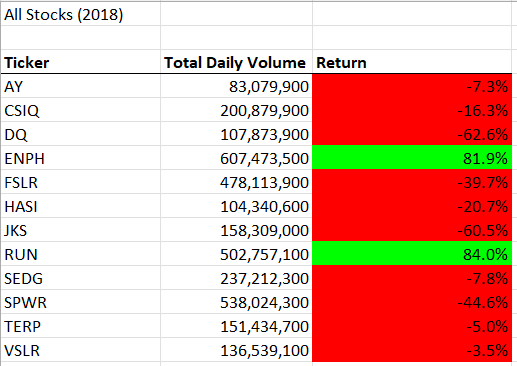 All Stocks (2018)
Ticker Total Daily Volume Return
AY 83,079,900 -7.3%
CSIQ 200,879,900 -16.3%
DQ 107,873,900 -62.6%
ENPH 607,473,500 81.9%
FSLR 478,113,900 -39.7%
HASI 104,340,600 -20.7%
JKS 158,309,000 -60.5%
RUN 502,757,100 84.0%
SEDG 237,212,300 -7.8%
SPWR 538,024,300 -44.6%
TERP 151,434,700 -5.0%
VSLR 136,539,100 -3.5%